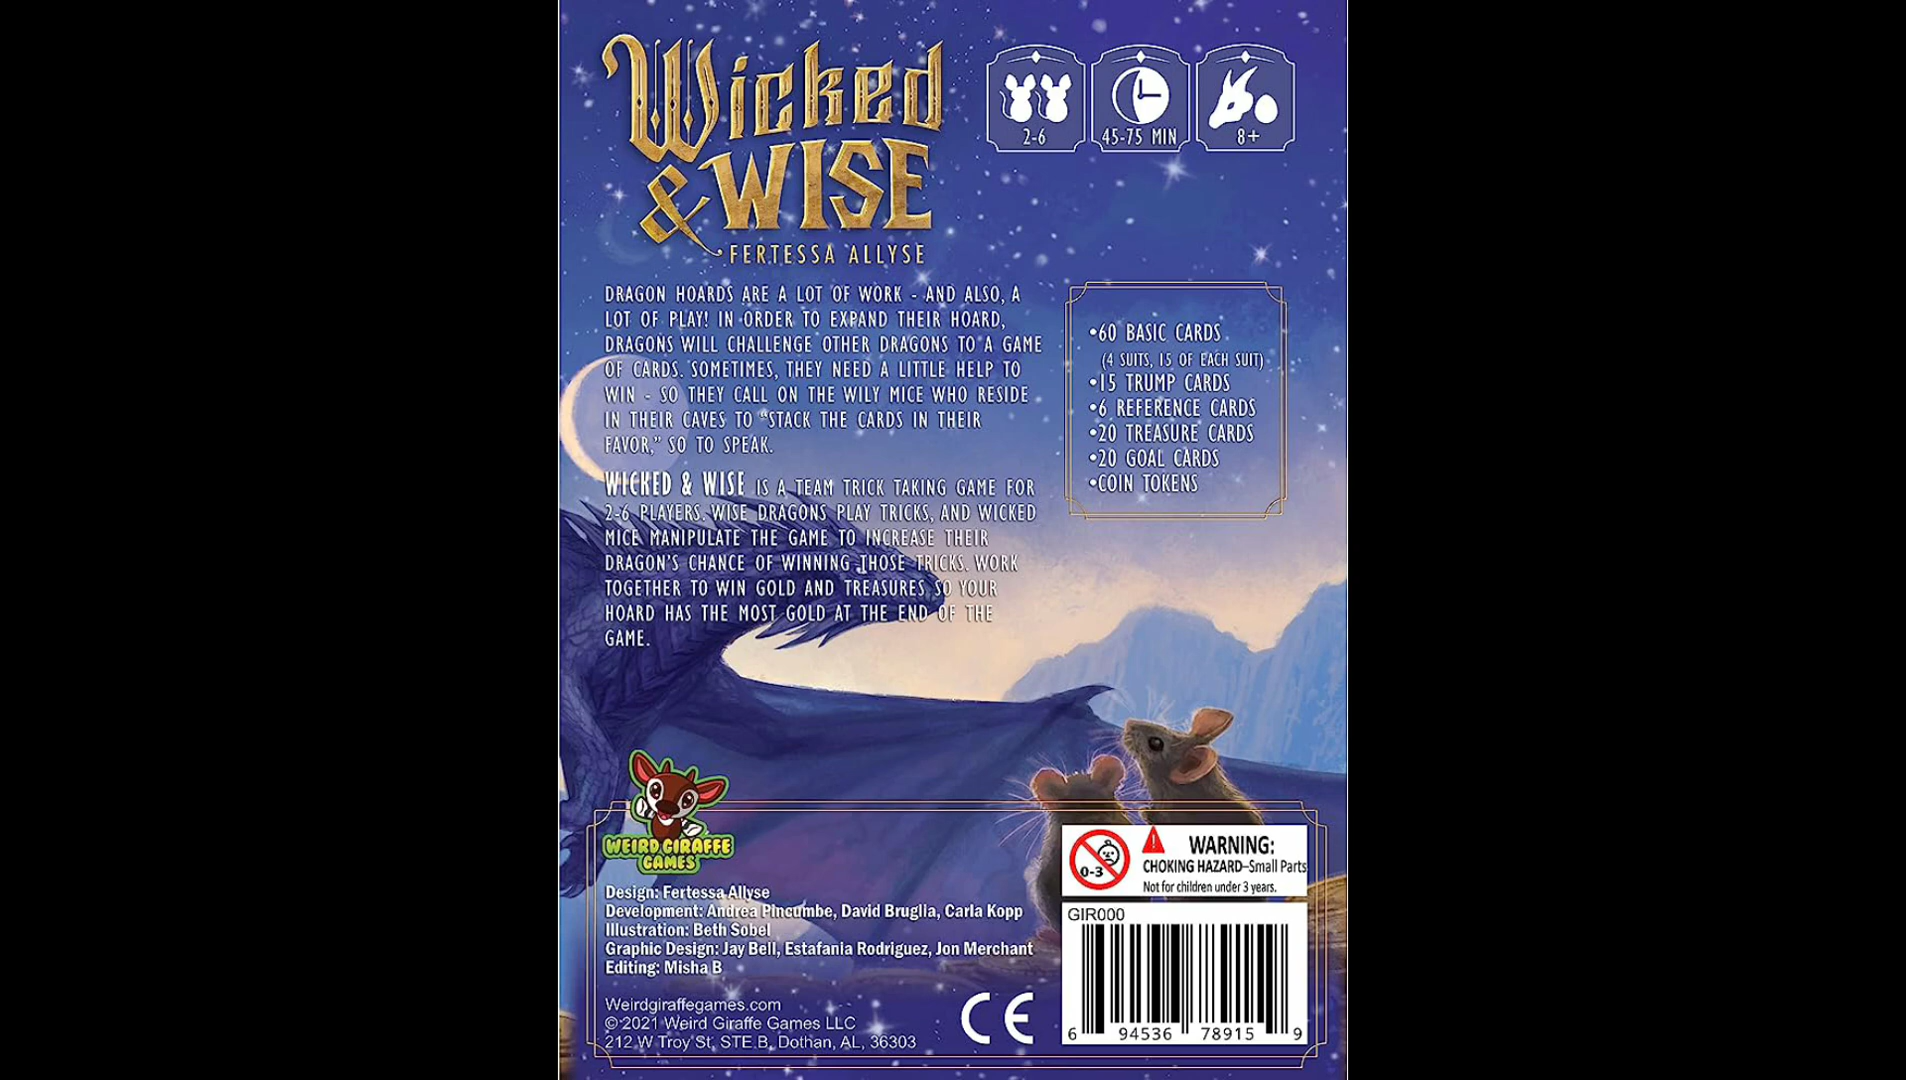 Wicked
& WISE
FERTESSA ALLYSE
2-6
45-75 MIN
8+
DRAGON HOARDS ARE A LOT OF WORK - AND ALSO, A
LOT OF PLAY! IN ORDER TO EXPAND THEIR HOARD,
DRAGONS WILL CHALLENGE OTHER DRAGONS TO A GAME
OF CARDS. SOMETIMES, THEY NEED A LITTLE HELP TO
WIN - SO THEY CALL ON THE WILY MICE WHO RESIDE
IN THEIR CAVES TO “STACK THE CARDS IN THEIR
FAVOR,” SO TO SPEAK.
WICKED & WISE IS A TEAM TRICK TAKING GAME FOR
2-6 PLAYERS. WISE DRAGONS PLAY TRICKS, AND WICKED
MICE MANIPULATE THE GAME TO INCREASE THEIR
DRAGON'S CHANCE OF WINNING THOSE TRICKS. WORK
TOGETHER TO WIN GOLD AND TREASURES SO YOUR
HOARD HAS THE MOST GOLD AT THE END OF THE
GAME.
•60 BASIC CARDS
(4 SUITS, 15 OF EACH SUIT)
•15 TRUMP CARDS
•6 REFERENCE CARDS
•20 TREASURE CARDS
•20 GOAL CARDS
•COIN TOKENS
WEIRD GIRAFFE
GAMES
Design: Fertessa Allyse
Development: Andrea Pincumbe, David Bruglia, Carla Kopp
Illustration: Beth Sobel
Graphic Design: Jay Bell, Estafania Rodriguez, Jon Merchant
Editing: Misha B
Weirdgiraffegames.com
© 2021 Weird Giraffe Games LLC
212 W Troy St, STE B, Dothan, AL, 36303
CE
0-3
WARNING:
CHOKING HAZARD–Small Parts
Not for children under 3 years.
GIR000
6 94536 78915 9